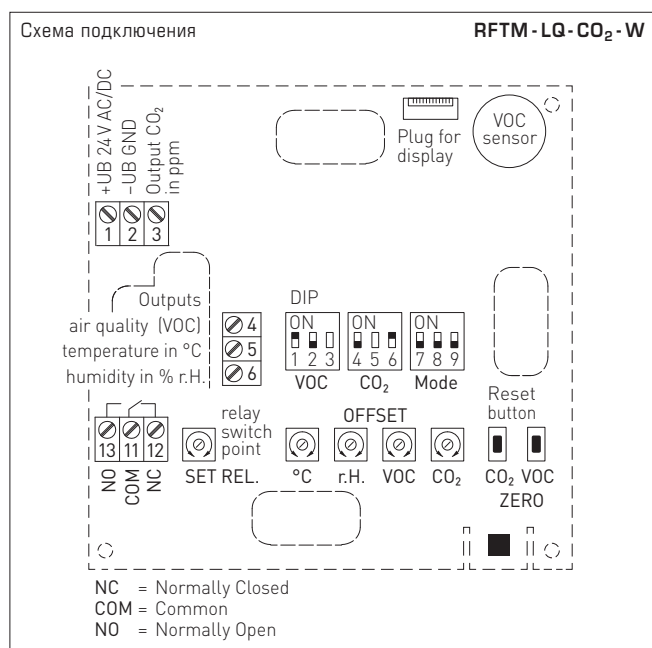 Схема подключения RFTM-LQ-CO₂-W
+UB 24V AC/DC
–UB GND
Output CO₂
in ppm
1 2 3
Plug for
display
VOC
sensor
Outputs
air quality (VOC)
temperature in °C
humidity in % r.H.
4
5
6
DIP
ON ON ON
1 2 3 4 5 6 7 8 9
VOC CO₂ Mode
13 11 12
NO
COM
NC
relay
switch
point
SET REL.
OFFSET
°C r.H. VOC CO₂
Reset
button
CO₂ VOC
ZERO
NC = Normally Closed
COM = Common
NO = Normally Open